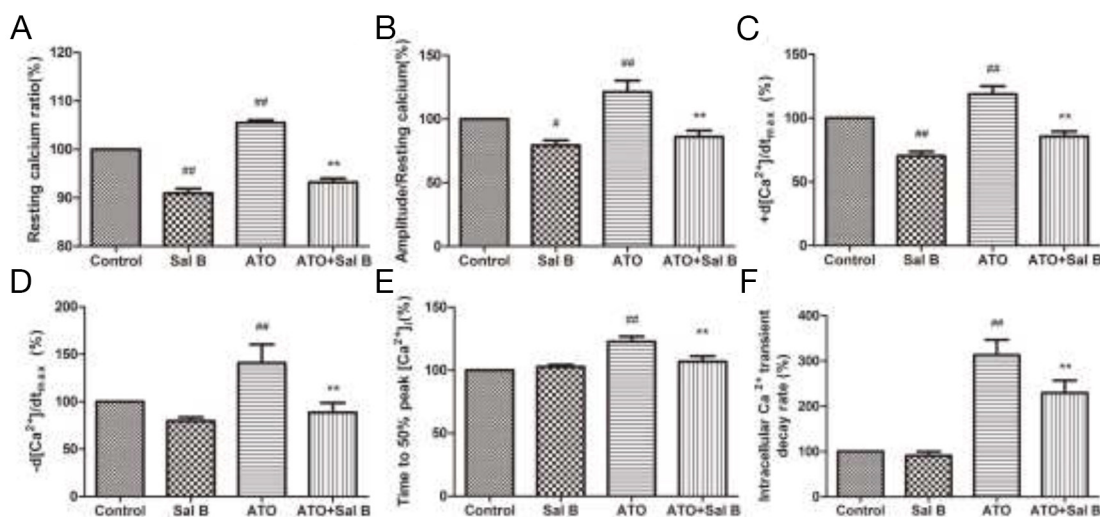 A
Resting calcium ratio(%)
120
110
100
90
80
##
##
**
Control Sal B ATO ATO+Sal B
B
Amplitude/Resting calcium(%)
150
100
50
0
#
##
**
Control Sal B ATO ATO+Sal B
C
+d[Ca²⁺]/dtmax (%)
150
100
50
0
##
##
**
Control Sal B ATO ATO+Sal B
D
-d[Ca²⁺]/dtmax (%)
200
150
100
50
0
##
**
Control Sal B ATO ATO+Sal B
E
Time to 50% peak [Ca²⁺]i(%)
150
100
50
0
##
**
Control Sal B ATO ATO+Sal B
F
Intracellular Ca²⁺ transient
decay rate (%)
400
300
200
100
0
##
**
Control Sal B ATO ATO+Sal B